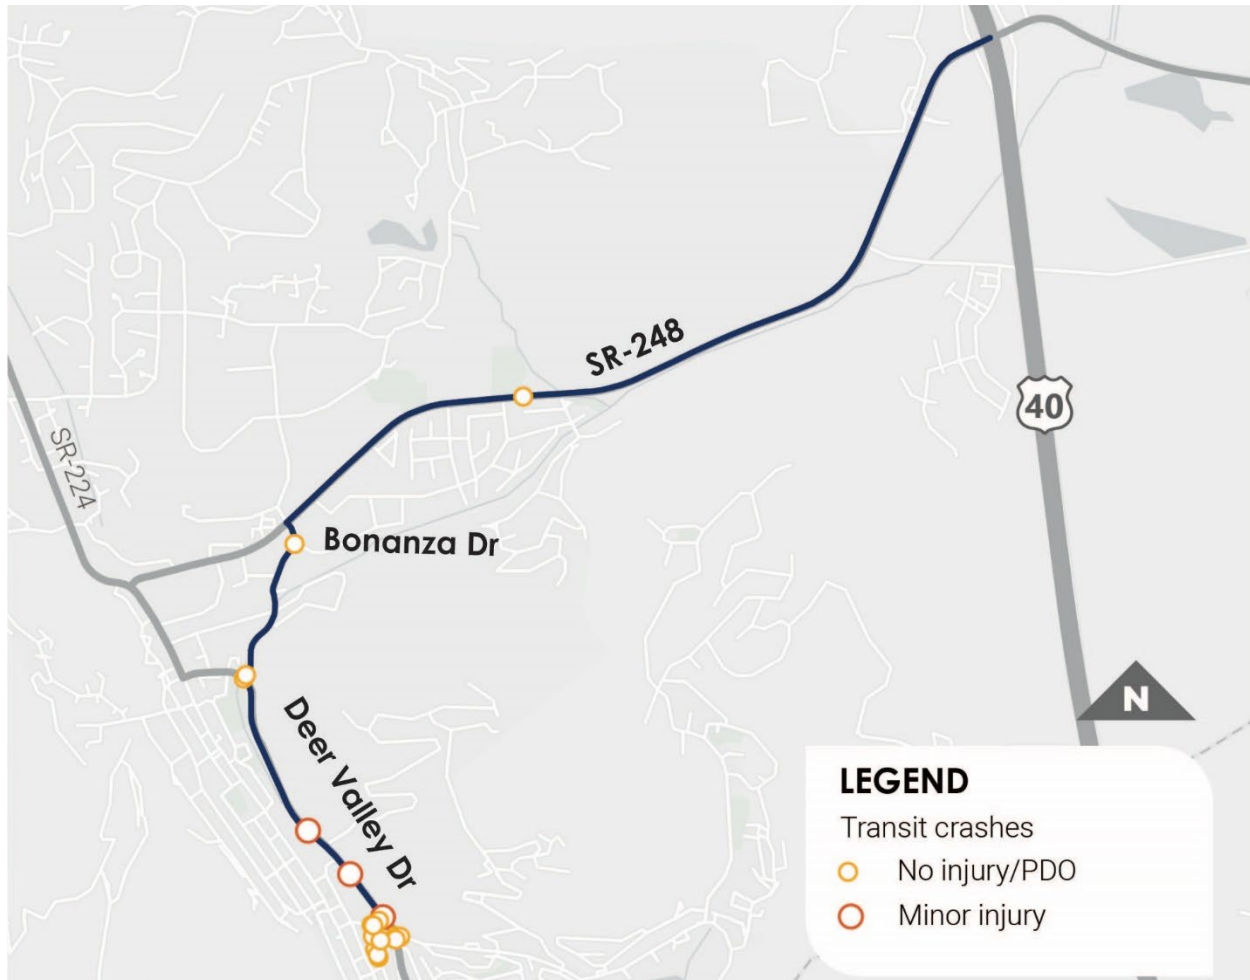 SR-248
40
SR-224
Bonanza Dr
Deer Valley Dr
N
LEGEND
Transit crashes
No injury/PDO
Minor injury